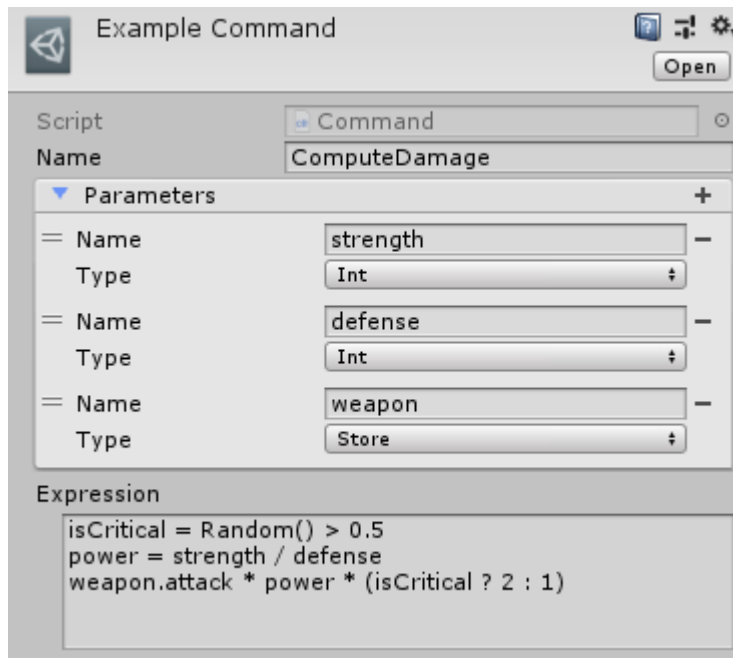 Example Command
Open
Script Command
Name ComputeDamage
Parameters +
Name strength
Type Int
Name defense
Type Int
Name weapon
Type Store
Expression
isCritical = Random() > 0.5
power = strength / defense
weapon.attack * power * (isCritical ? 2 : 1)